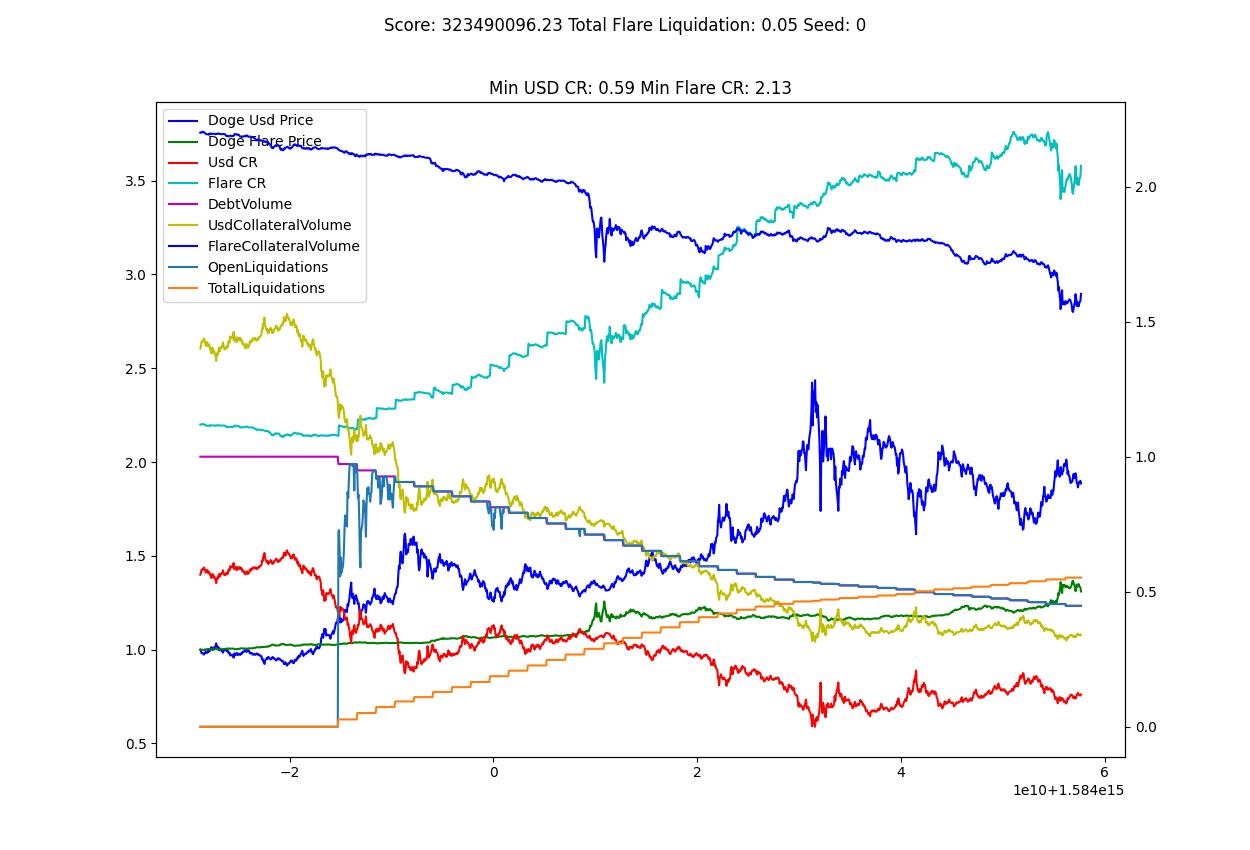 Score: 323490096.23 Total Flare Liquidation: 0.05 Seed: 0
Min USD CR: 0.59 Min Flare CR: 2.13
Doge Usd Price
Doge Flare Price
Usd CR
Flare CR
DebtVolume
UsdCollateralVolume
FlareCollateralVolume
OpenLiquidations
TotalLiquidations
3.5
3.0
2.5
2.0
1.5
1.0
0.5
2.0
1.5
1.0
0.5
0.0
−2
0
2
4
6
1e10+1.584e15